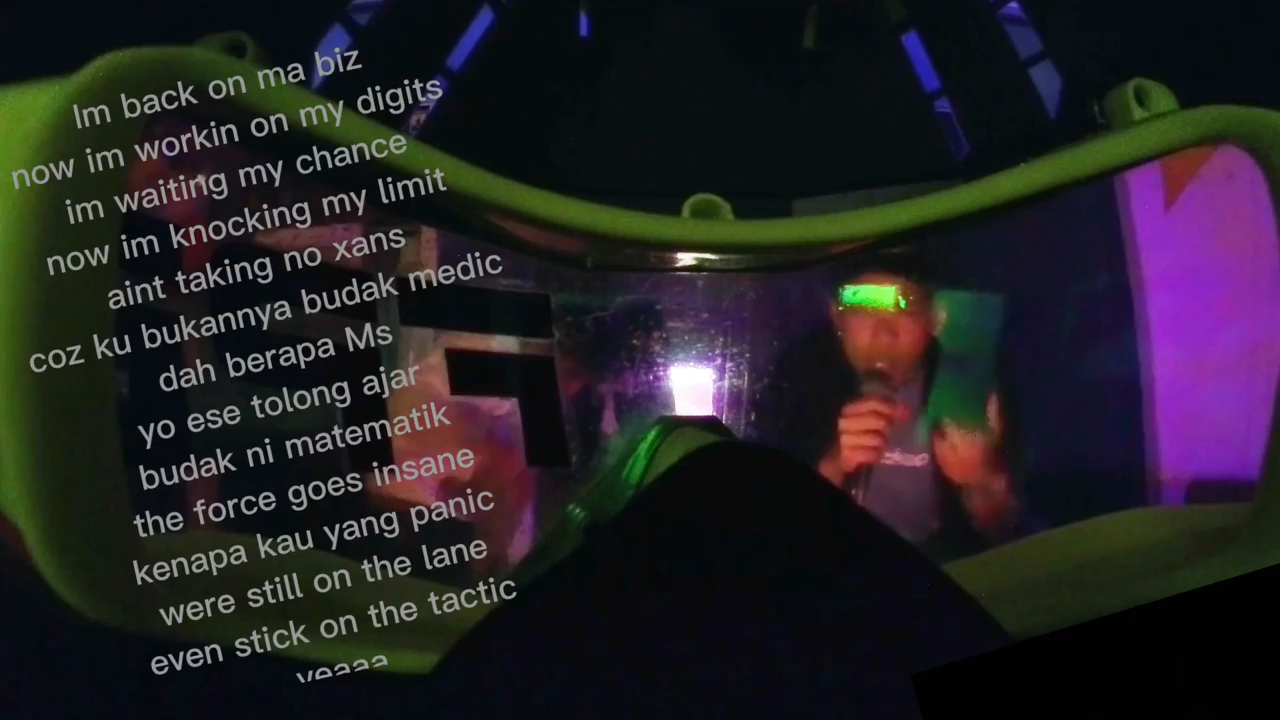 Im back on ma biz
now im workin on my digits
im waiting my chance
now im knocking my limit
aint taking no xans
coz ku bukannya budak medic
dah berapa Ms
yo ese tolong ajar
budak ni matematik
the force goes insane
kenapa kau yang panic
were still on the lane
even stick on the tactic
yeaaa